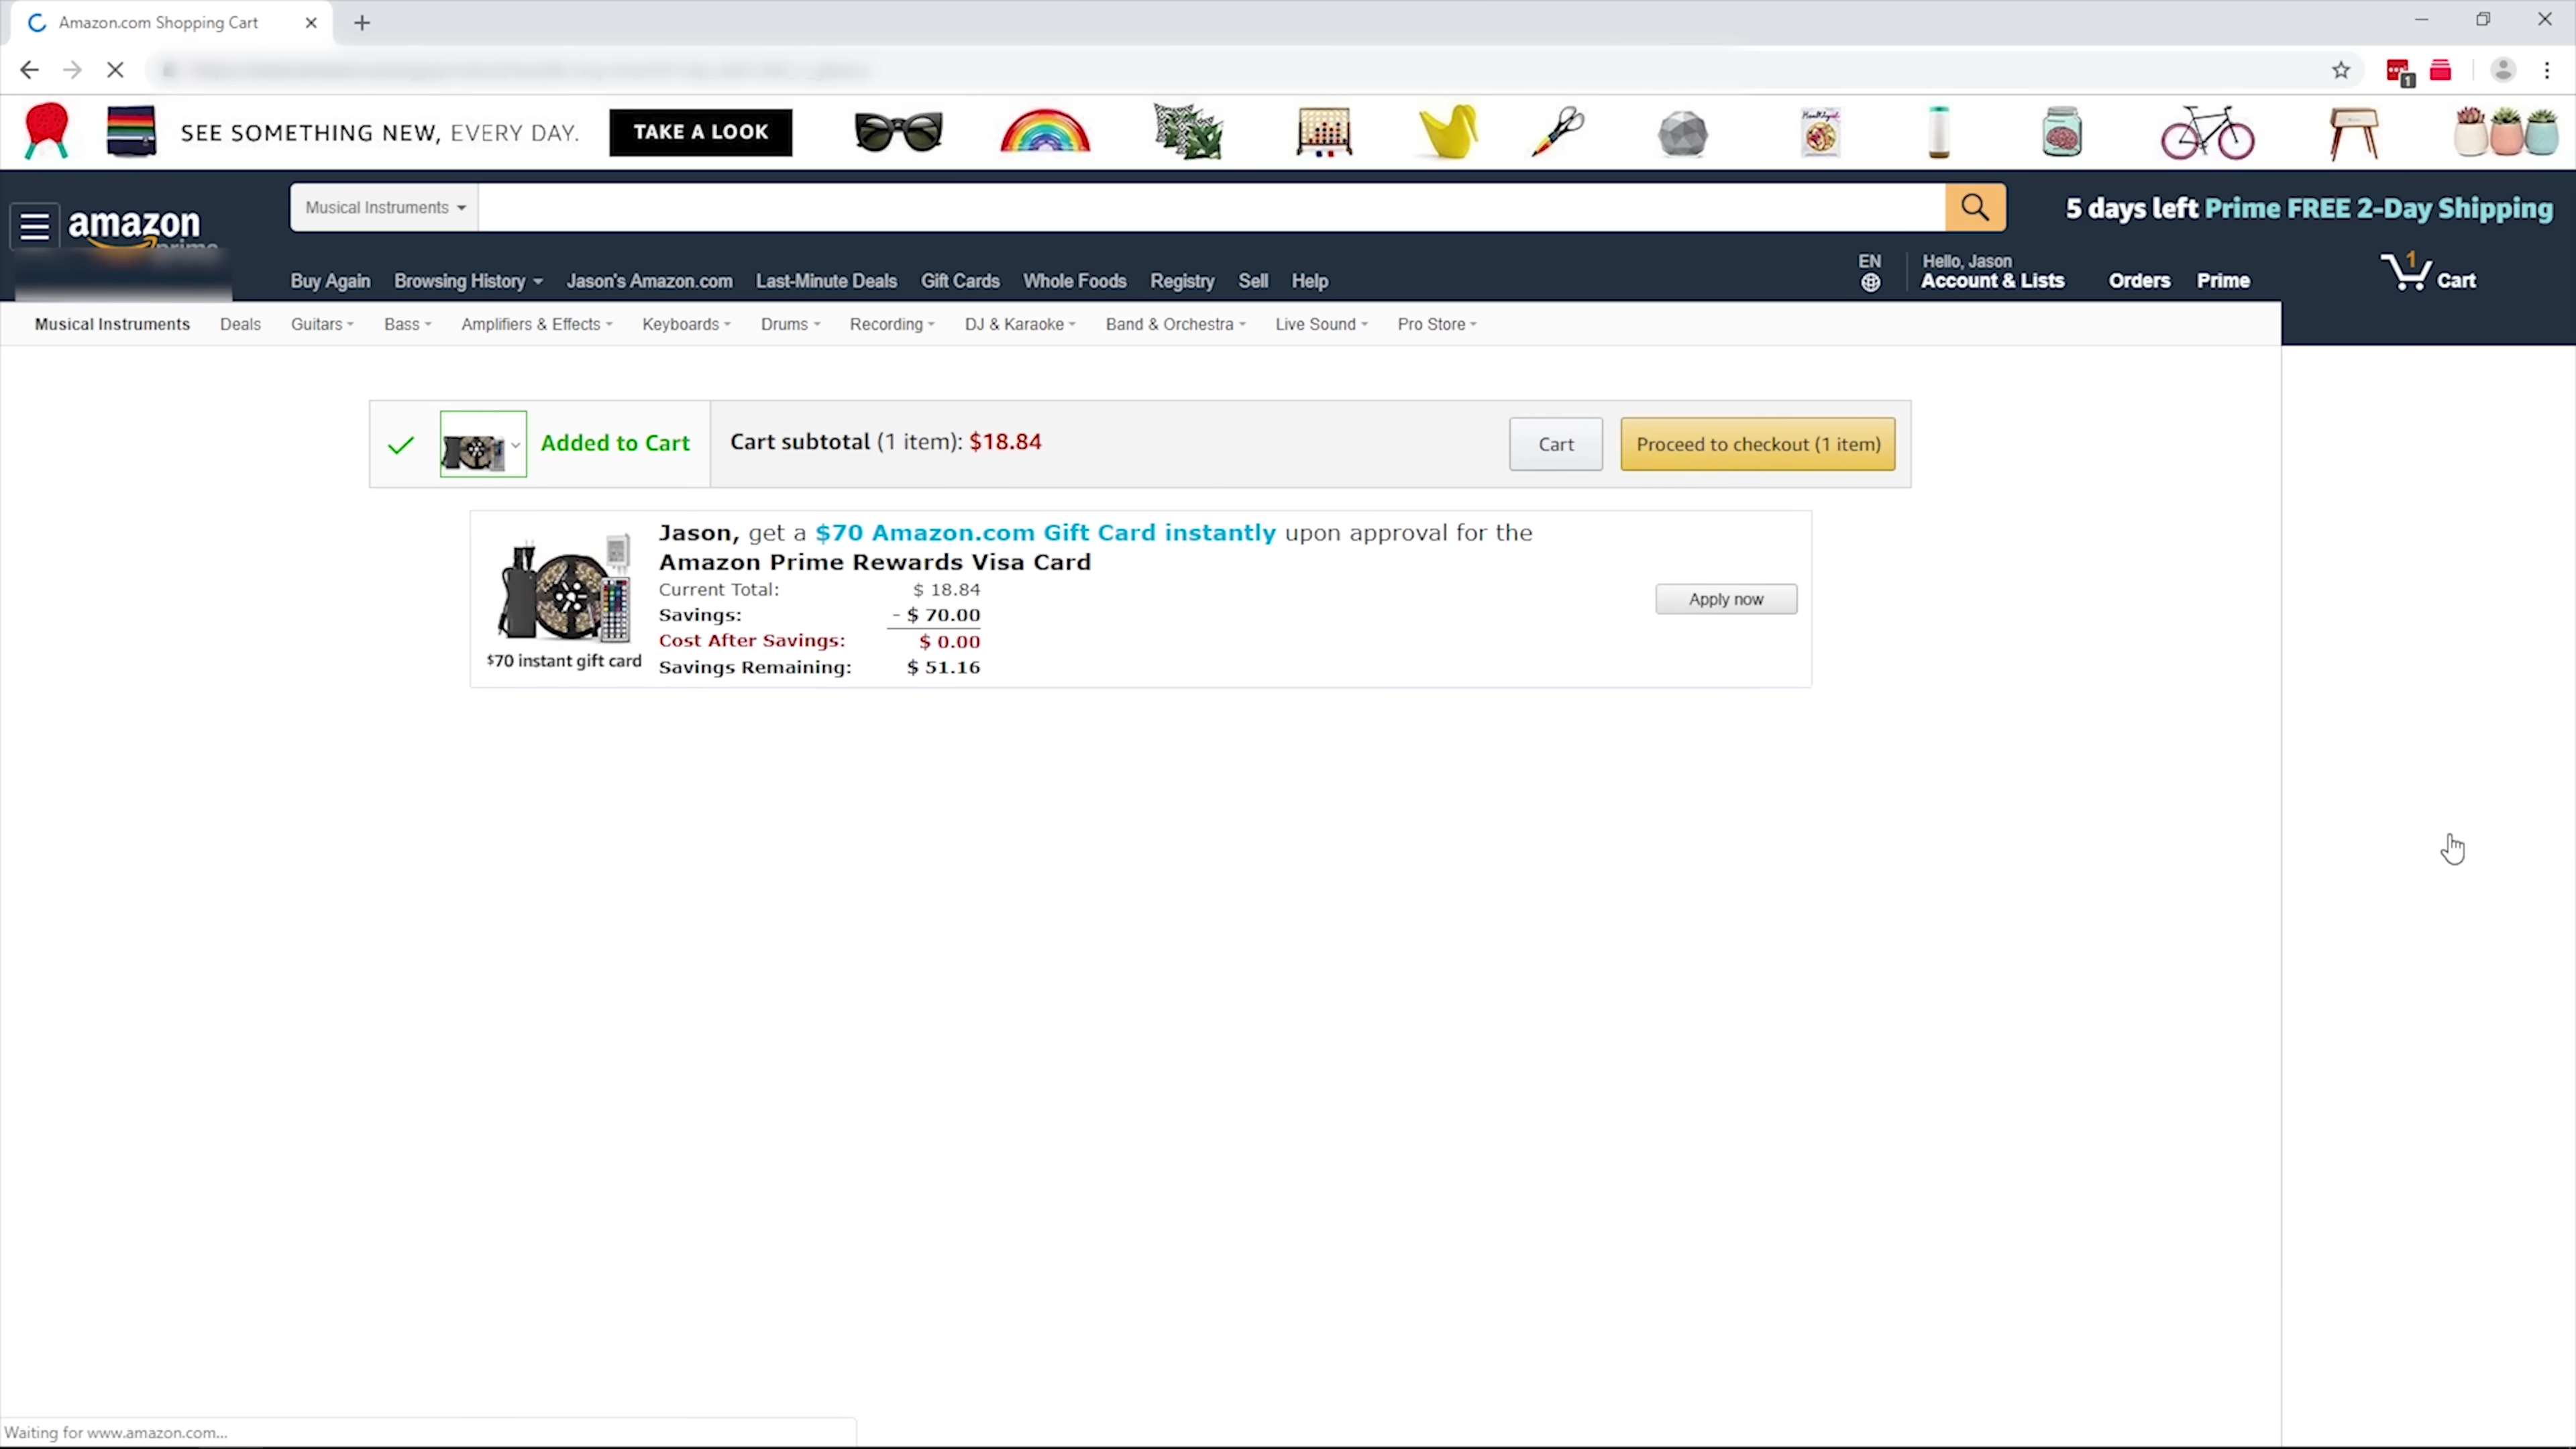 Amazon.com Shopping Cart
1
SEE SOMETHING NEW, EVERY DAY. TAKE A LOOK
Musical Instruments
5 days left Prime FREE 2-Day Shipping
amazon
prime
Buy Again Browsing History Jason's Amazon.com Last-Minute Deals Gift Cards Whole Foods Registry Sell Help
EN
Hello, Jason
Account & Lists
Orders Prime
1
Cart
Musical Instruments Deals Guitars Bass Amplifiers & Effects Keyboards Drums Recording DJ & Karaoke Band & Orchestra Live Sound Pro Store
Added to Cart
Cart subtotal (1 item): $18.84
Cart
Proceed to checkout (1 item)
Jason, get a $70 Amazon.com Gift Card instantly upon approval for the
Amazon Prime Rewards Visa Card
Current Total: $ 18.84
Savings: - $ 70.00
Cost After Savings: $ 0.00
Savings Remaining: $ 51.16
$70 instant gift card
Apply now
Waiting for www.amazon.com...